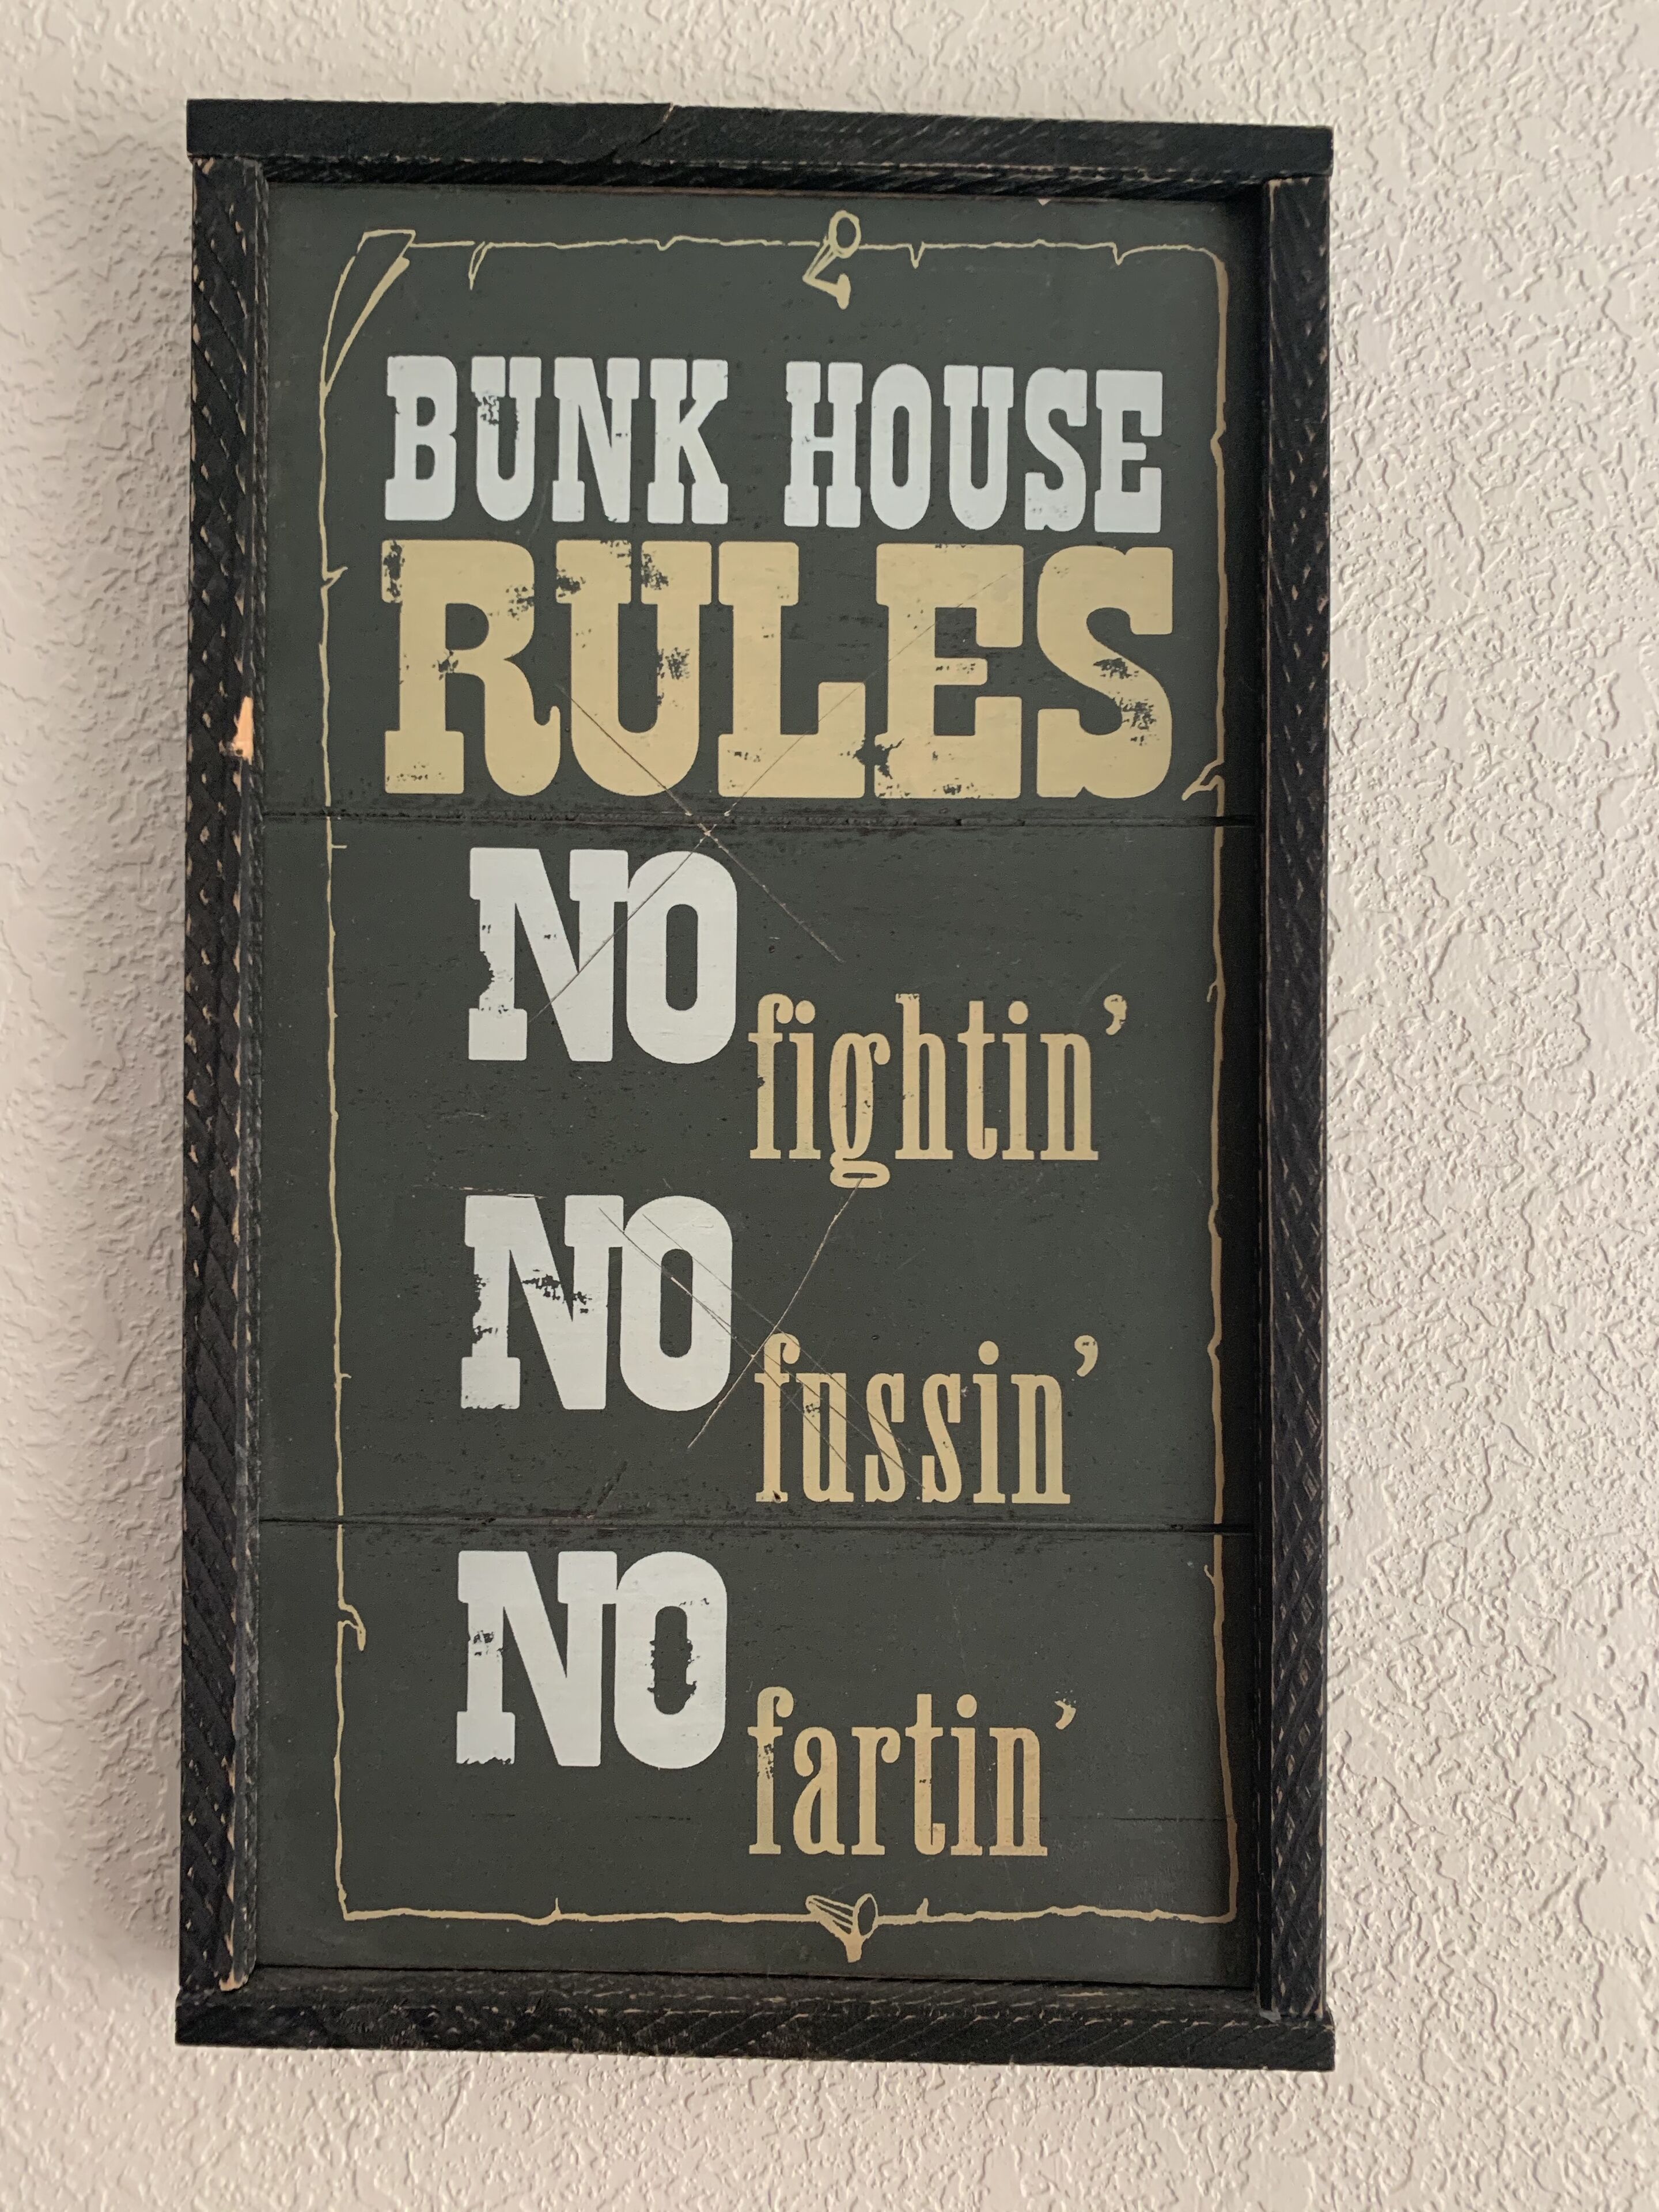 BUNK HOUSE
RULES
NO fightin’
NO fussin’
NO fartin’